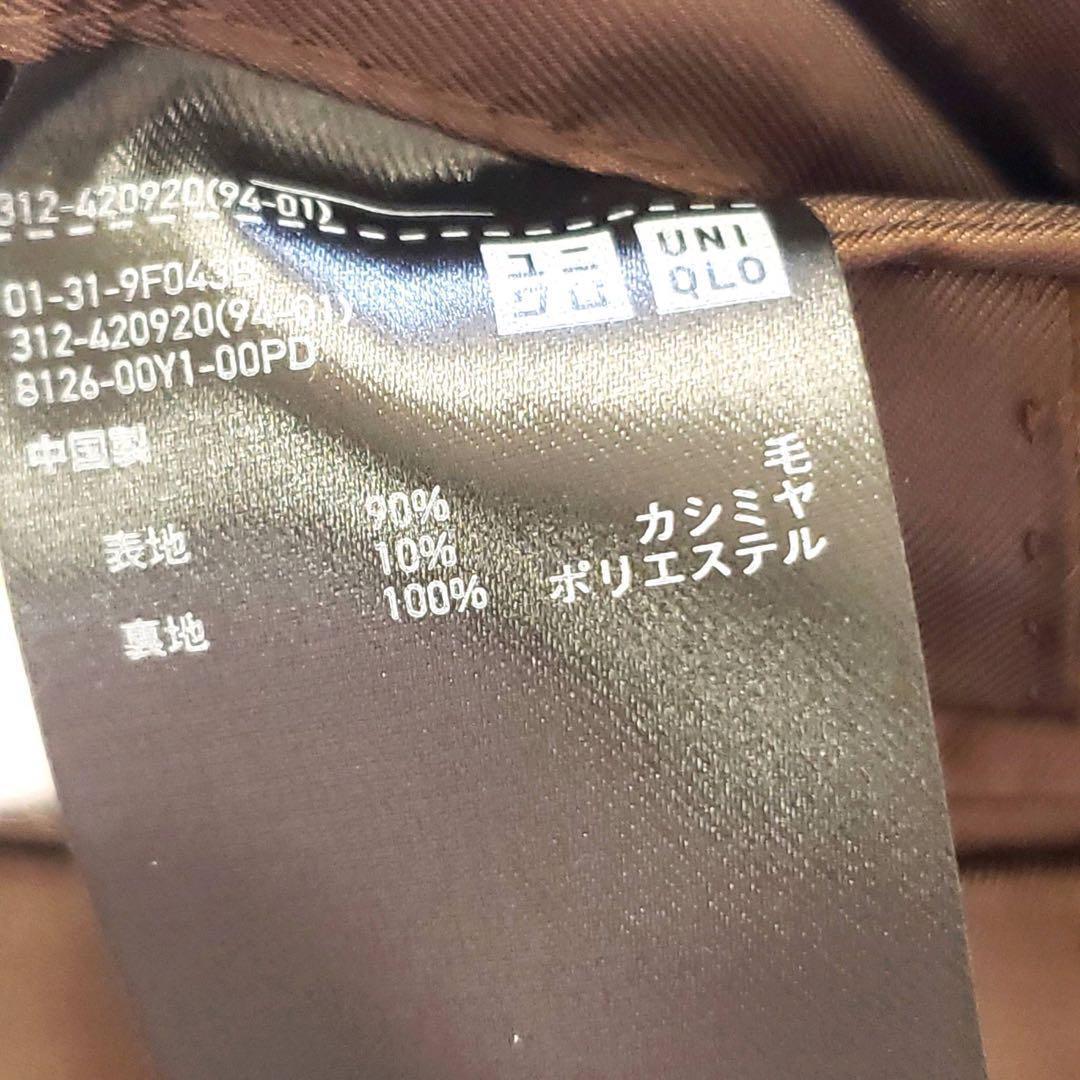 312-420920(94-01)
ユニ
クロ
UNI
QLO
312-420920(94-01)
8126-00Y1-00PD
中国製
表地 90% 毛
10% カシミヤ
裏地 100% ポリエステル